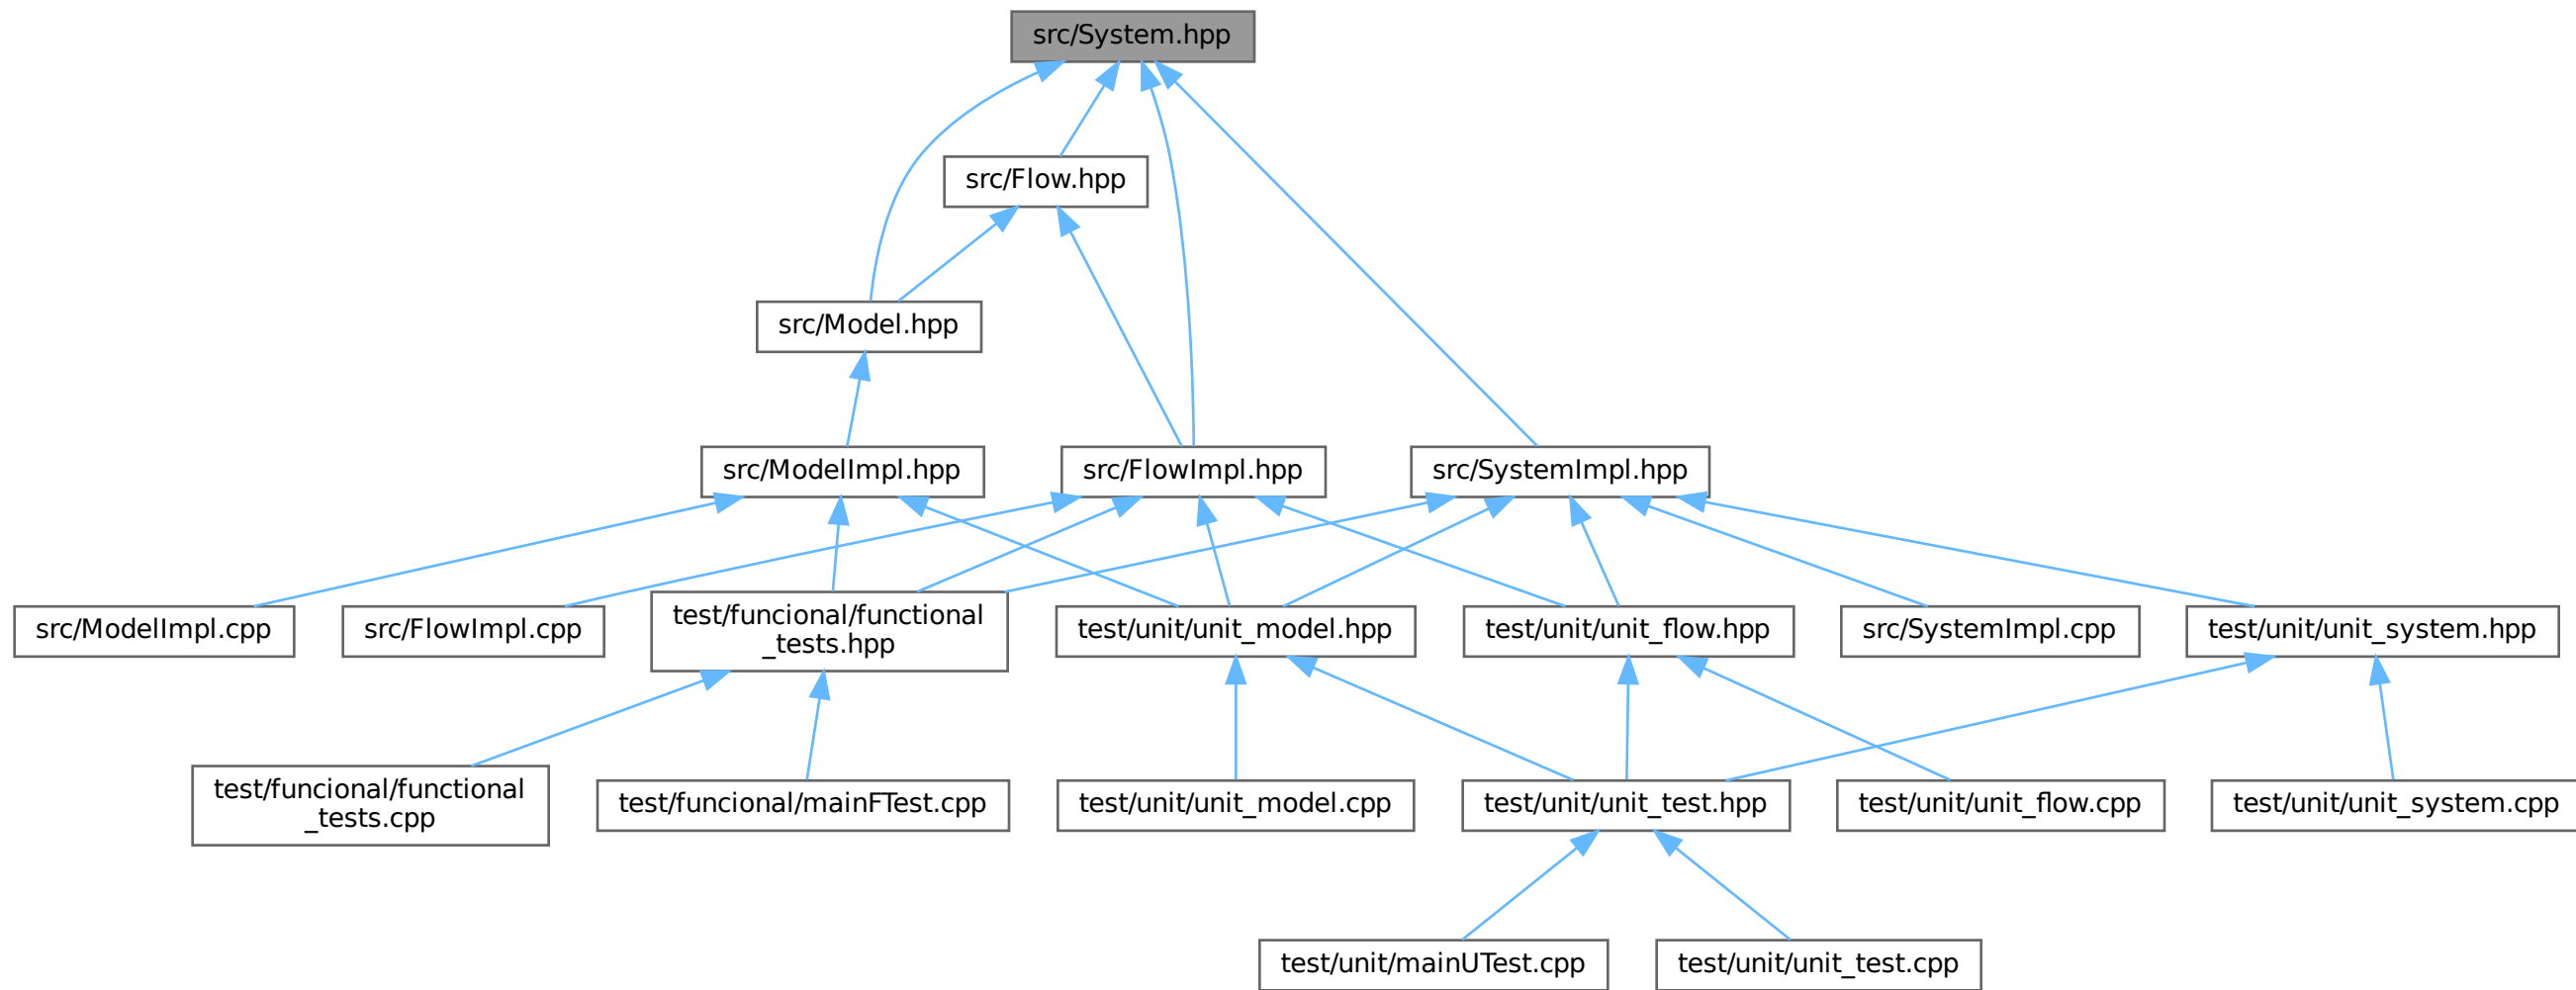 src/System.hpp
src/Flow.hpp
src/Model.hpp
src/ModelImpl.hpp
src/FlowImpl.hpp
src/SystemImpl.hpp
src/ModelImpl.cpp
src/FlowImpl.cpp
test/funcional/functional
_tests.hpp
test/unit/unit_model.hpp
test/unit/unit_flow.hpp
src/SystemImpl.cpp
test/unit/unit_system.hpp
test/funcional/functional
_tests.cpp
test/funcional/mainFTest.cpp
test/unit/unit_model.cpp
test/unit/unit_test.hpp
test/unit/unit_flow.cpp
test/unit/unit_system.cpp
test/unit/mainUTest.cpp
test/unit/unit_test.cpp